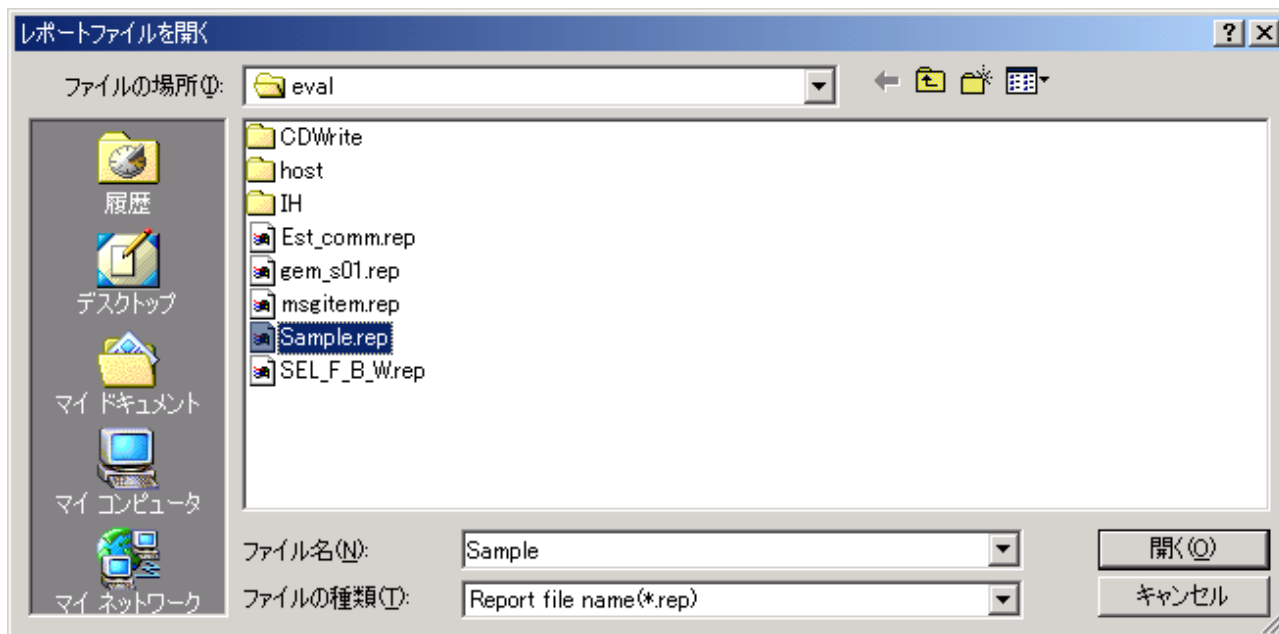 レポートファイルを開く
ファイルの場所(I):
eval
履歴
デスクトップ
マイ ドキュメント
マイ コンピュータ
マイ ネットワーク
CDWrite
host
IH
Est_comm.rep
gem_s01.rep
msgitem.rep
Sample.rep
SEL_F_B_W.rep
ファイル名(N):
Sample
開く(O)
ファイルの種類(T):
Report file name(*.rep)
キャンセル